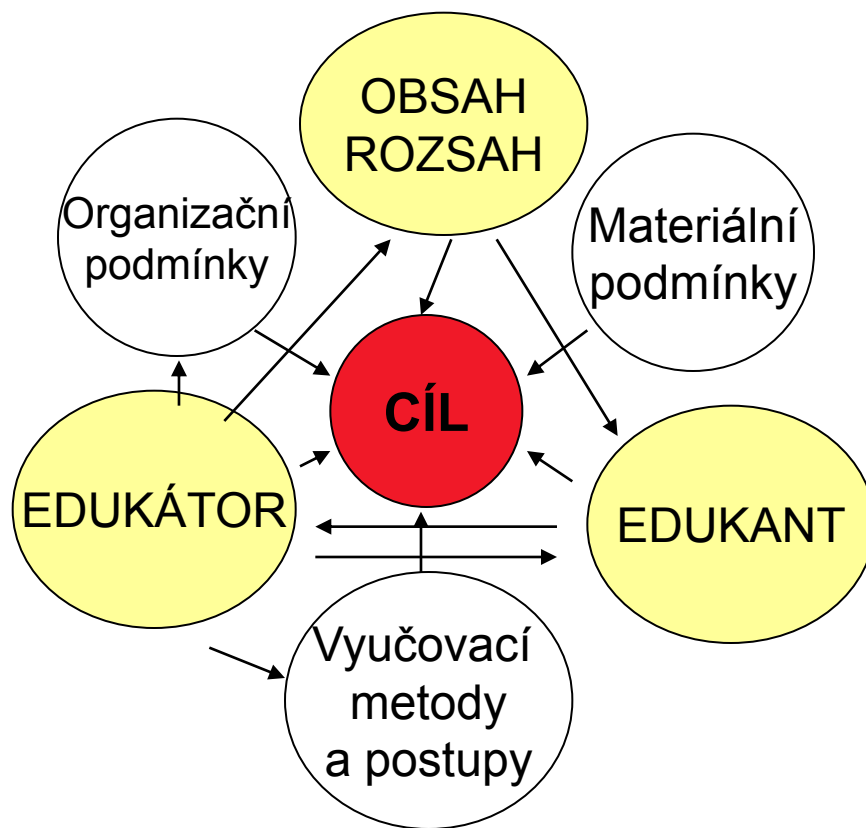 OBSAH
ROZSAH
Organizační
podmínky
Materiální
podmínky
CÍL
EDUKÁTOR
EDUKANT
Vyučovací
metody
a postupy